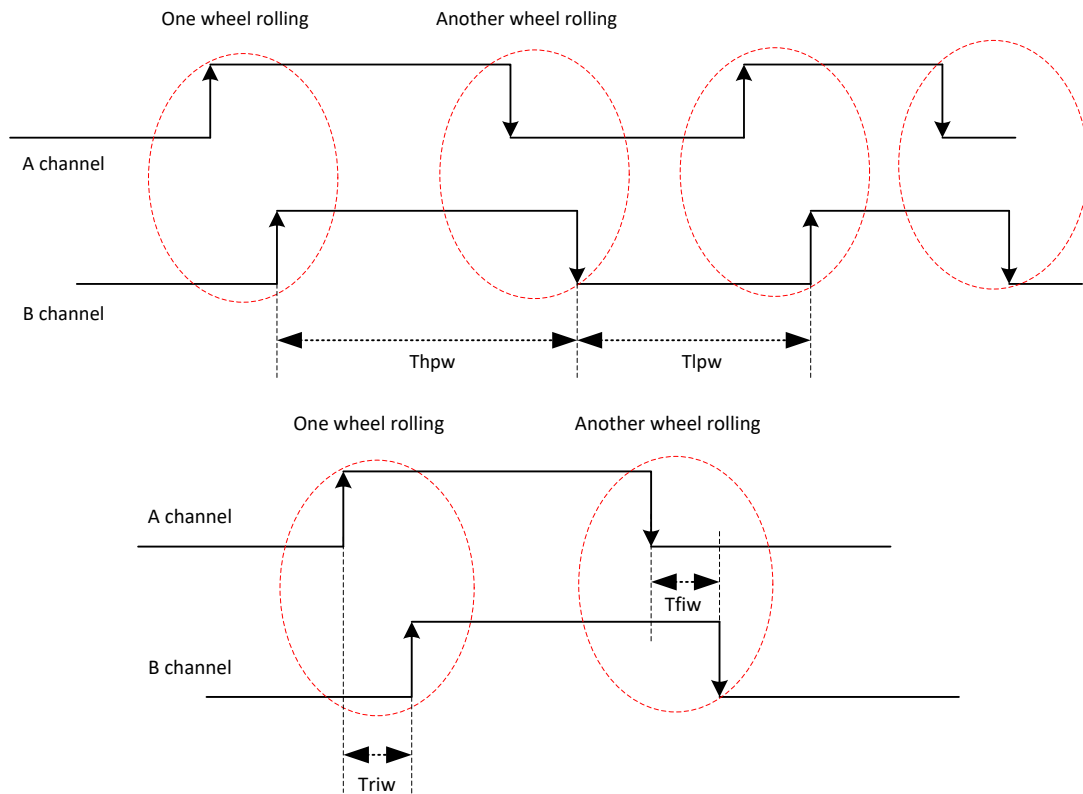 One wheel rolling
Another wheel rolling
A channel
B channel
Thpw
Tlpw
One wheel rolling
Another wheel rolling
A channel
Tfiw
B channel
Triw